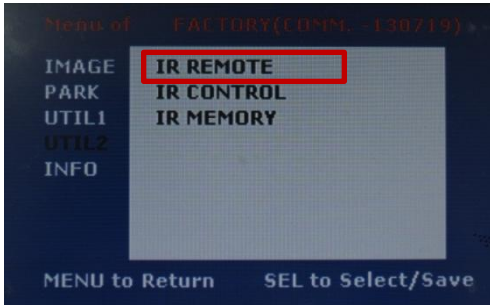 Menu of FACTORY(COMM, -130719)
IMAGE IR REMOTE
PARK IR CONTROL
UTIL1 IR MEMORY
UTIL2
INFO
MENU to Return SEL to Select/Save